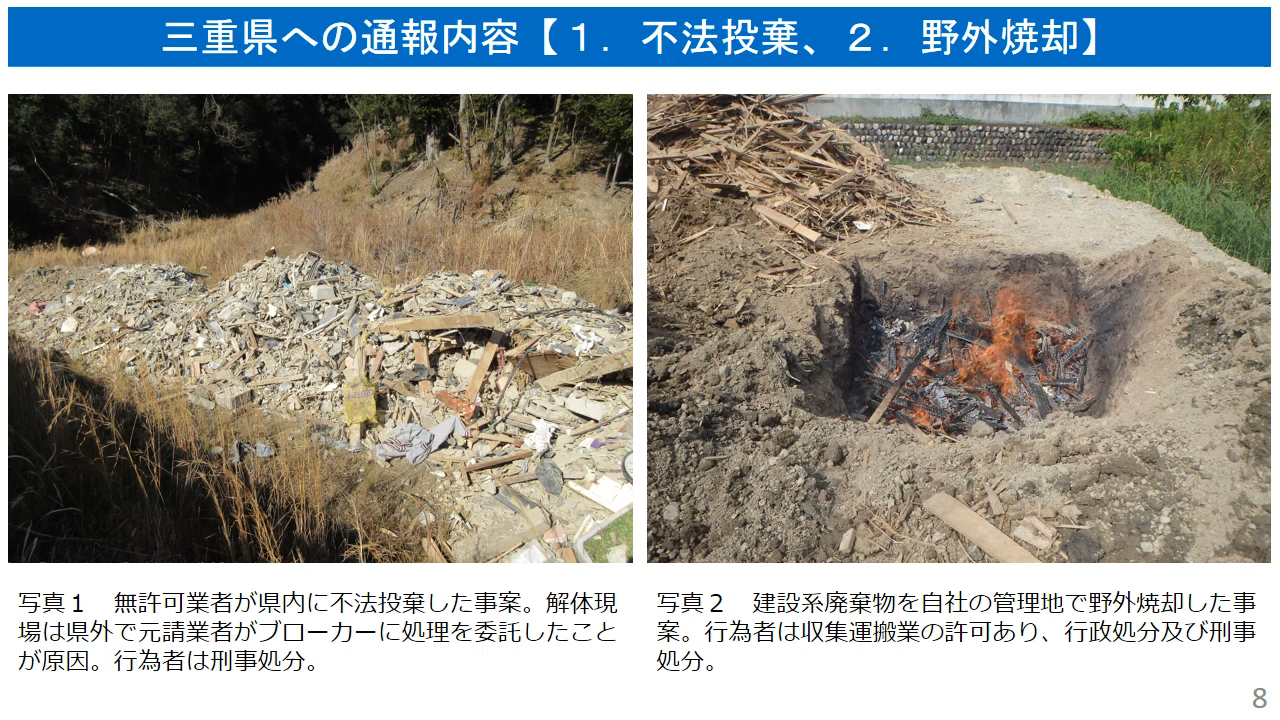 三重県への通報内容【１．不法投棄、２．野外焼却】
写真１　無許可業者が県内に不法投棄した事案。解体現
場は県外で元請業者がブローカーに処理を委託したこと
が原因。行為者は刑事処分。
写真２　建設系廃棄物を自社の管理地で野外焼却した事
案。行為者は収集運搬業の許可あり、行政処分及び刑事
処分。
8